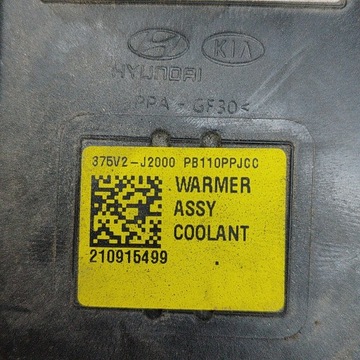 KIA
HYUNDAI
PPA - GF30<
375V2-J2000 PB110PPJCC
WARMER
ASSY
COOLANT
210915499